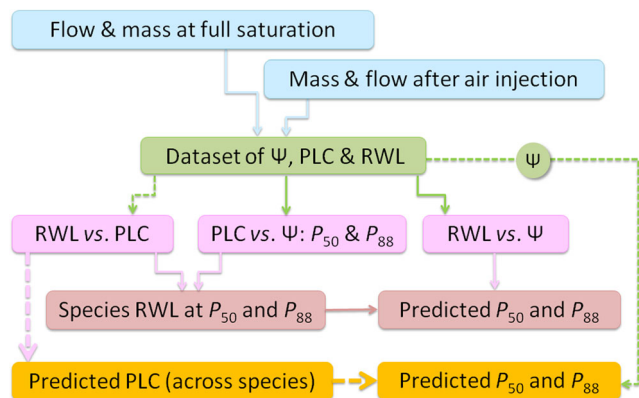 Flow & mass at full saturation
Mass & flow after air injection
Dataset of Ψ, PLC & RWL
Ψ
RWL vs. PLC
PLC vs. Ψ: P50 & P88
RWL vs. Ψ
Species RWL at P50 and P88
Predicted P50 and P88
Predicted PLC (across species)
Predicted P50 and P88